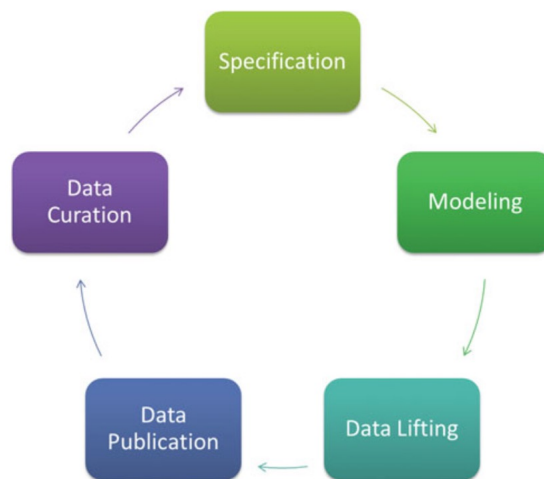 Specification
Modeling
Data Lifting
Data
Publication
Data
Curation